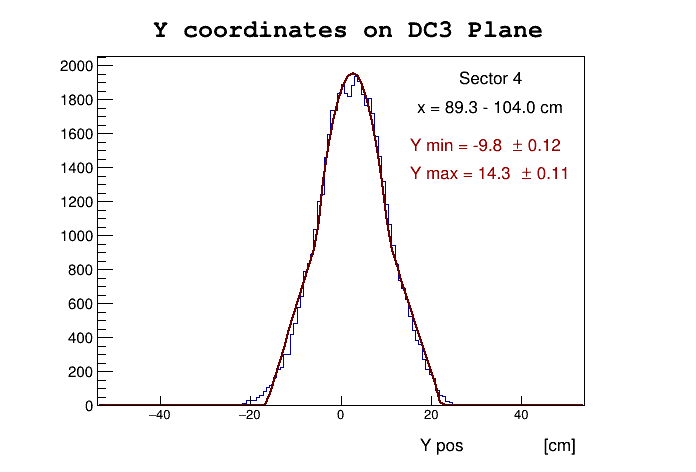 Y coordinates on DC3 Plane
Sector 4
x = 89.3 - 104.0 cm
Y min = -9.8 ± 0.12
Y max = 14.3 ± 0.11
2000
1800
1600
1400
1200
1000
800
600
400
200
0
−40 −20 0 20 40
Y pos [cm]